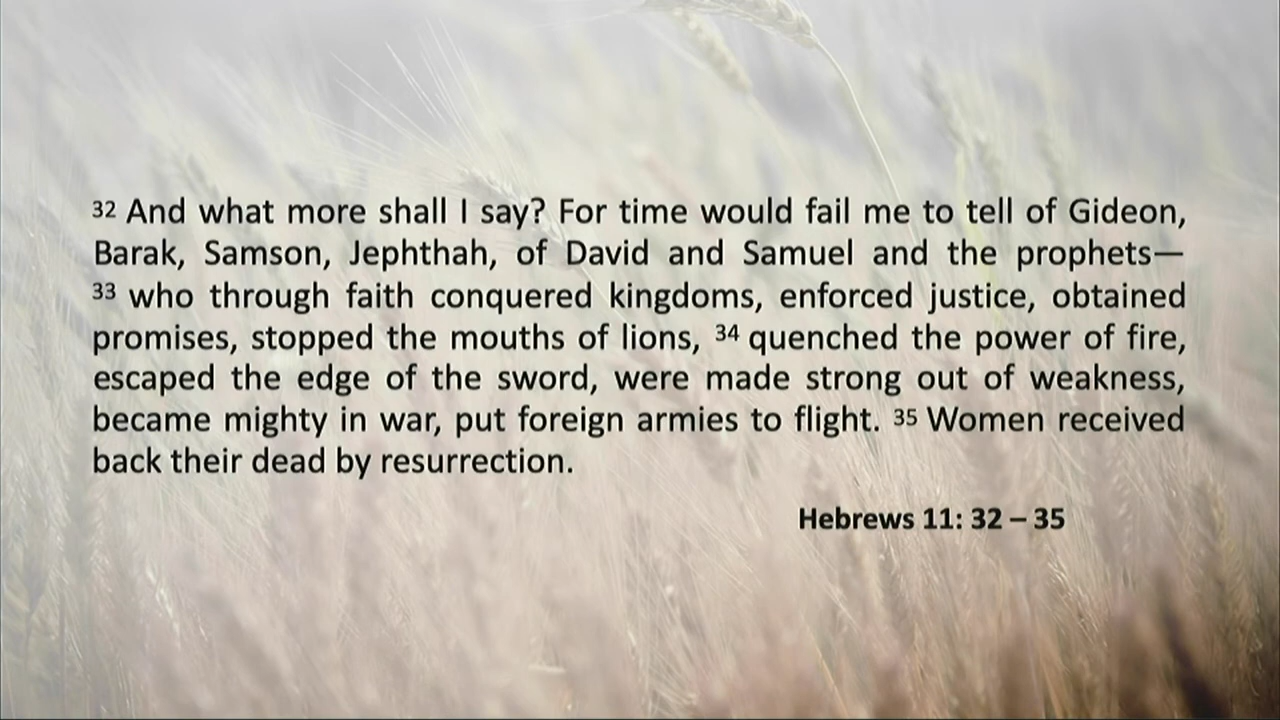 32 And what more shall I say? For time would fail me to tell of Gideon,
Barak, Samson, Jephthah, of David and Samuel and the prophets—
33 who through faith conquered kingdoms, enforced justice, obtained
promises, stopped the mouths of lions, 34 quenched the power of fire,
escaped the edge of the sword, were made strong out of weakness,
became mighty in war, put foreign armies to flight. 35 Women received
back their dead by resurrection.
Hebrews 11: 32 – 35